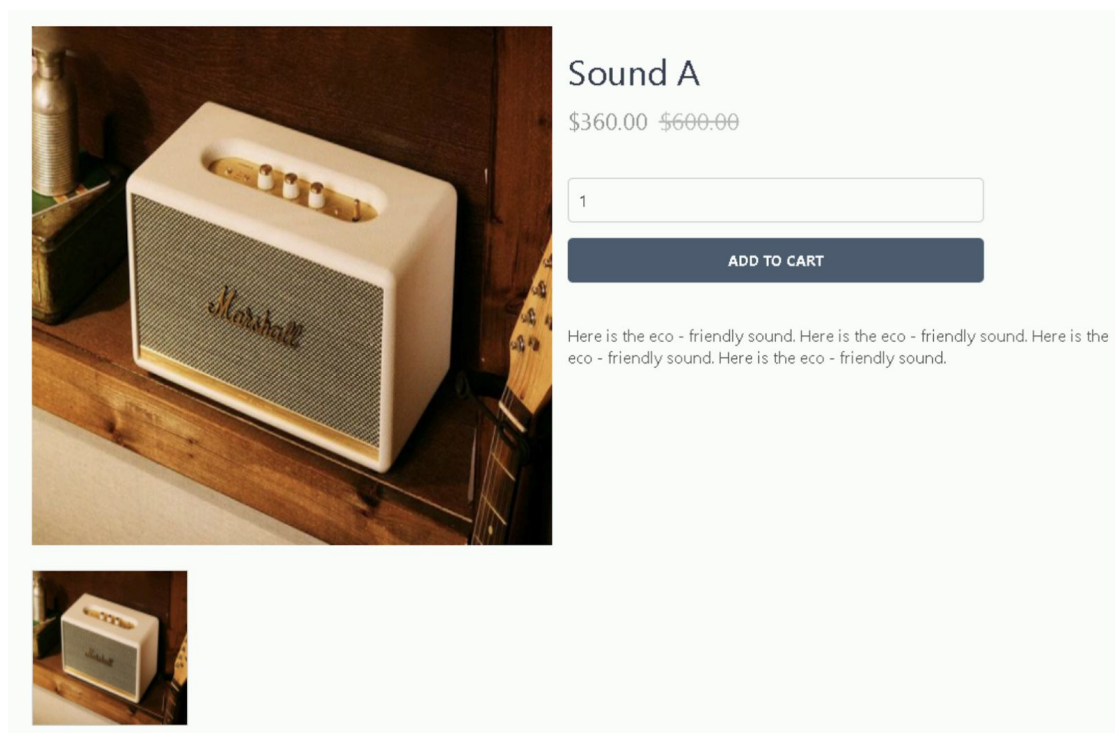 Sound A
$360.00 $600.00
1
ADD TO CART
Here is the eco - friendly sound. Here is the eco - friendly sound. Here is the
eco - friendly sound. Here is the eco - friendly sound.
Marshall
Marshall